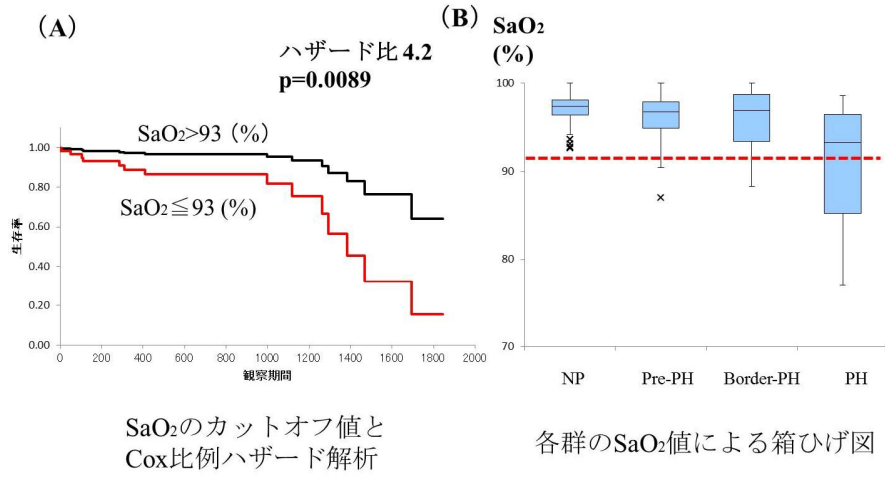 (A)
ハザード比 4.2
p=0.0089
SaO2>93 (%)
SaO2≦93 (%)
1.00
0.80
0.60
0.40
0.20
0.00
生存率
0 200 400 600 800 1000 1200 1400 1600 1800 2000
観察期間
SaO2のカットオフ値と
Cox比例ハザード解析
(B)
SaO2
(%)
100
90
80
70
NP Pre-PH Border-PH PH
各群のSaO2値による箱ひげ図